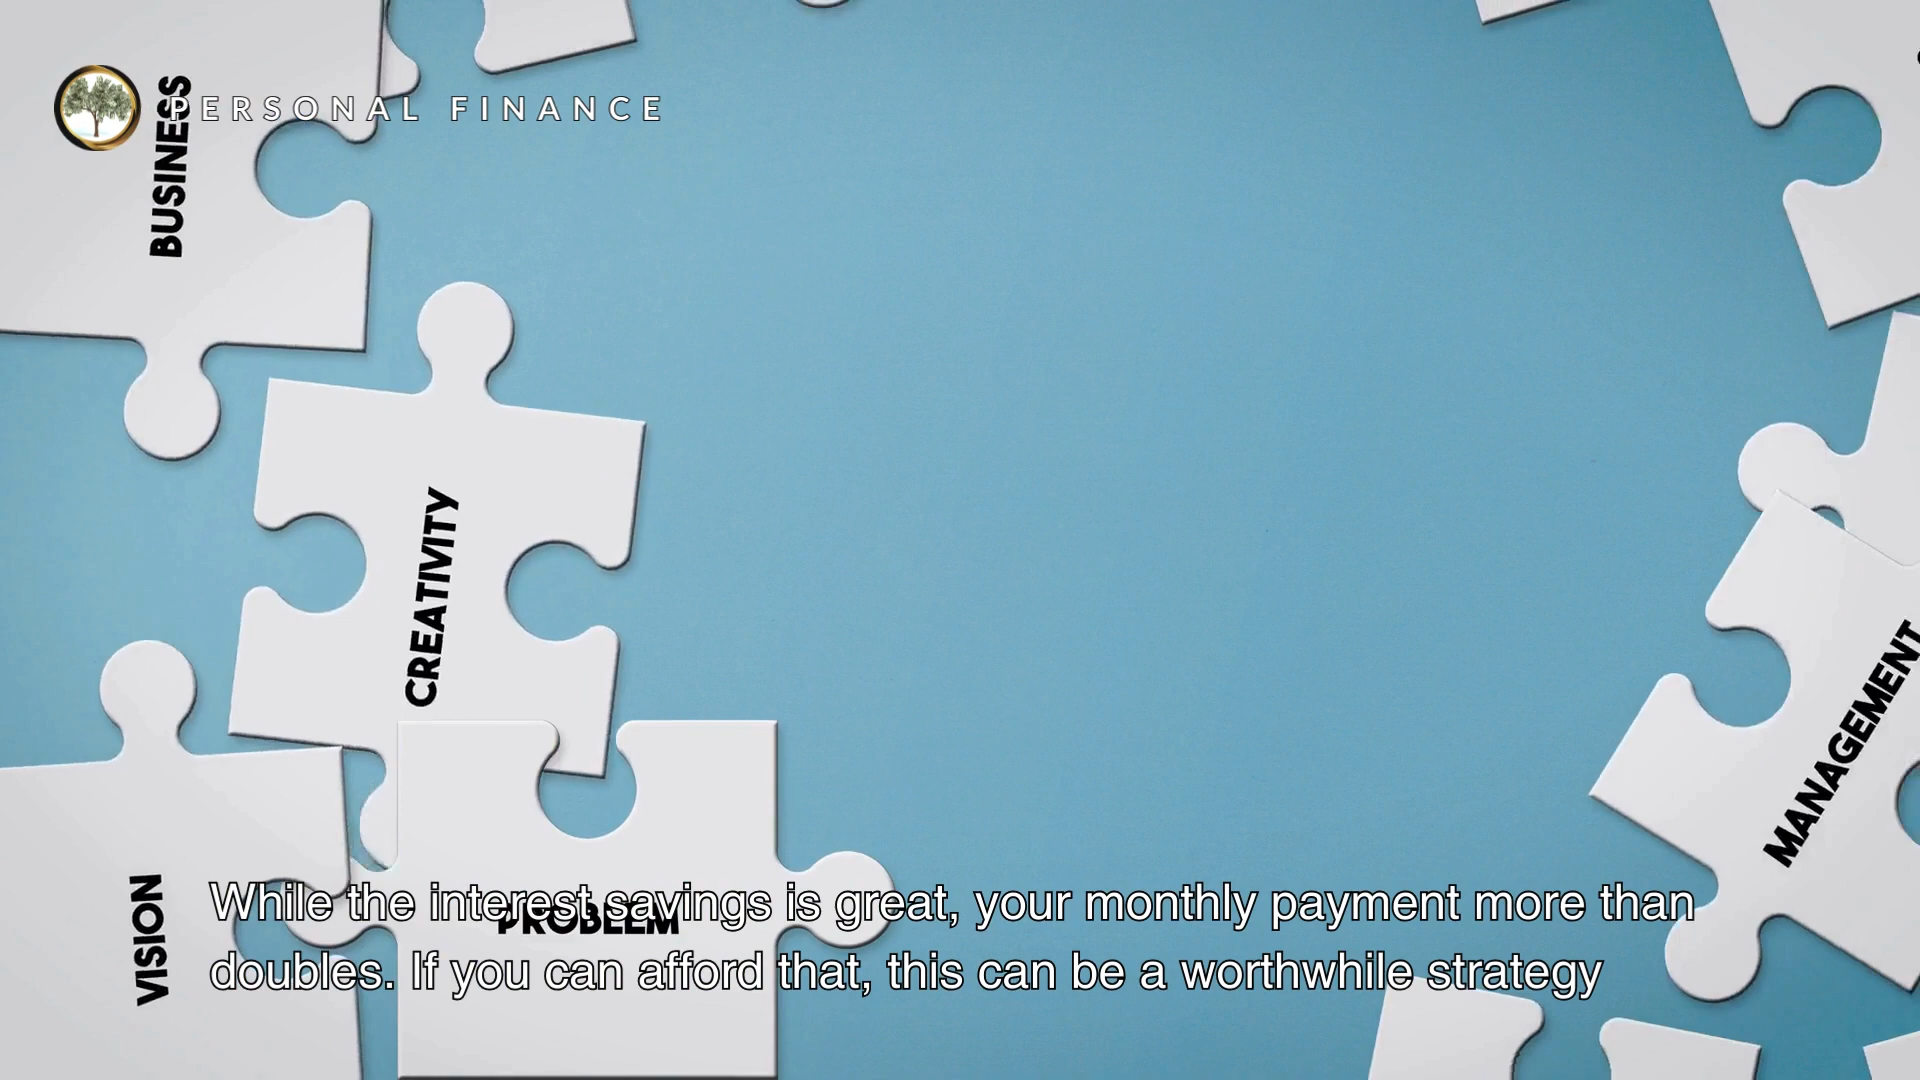 PERSONAL FINANCE
BUSINESS
CREATIVITY
MANAGEMENT
VISION
PROBLEM
While the interest savings is great, your monthly payment more than
doubles. If you can afford that, this can be a worthwhile strategy